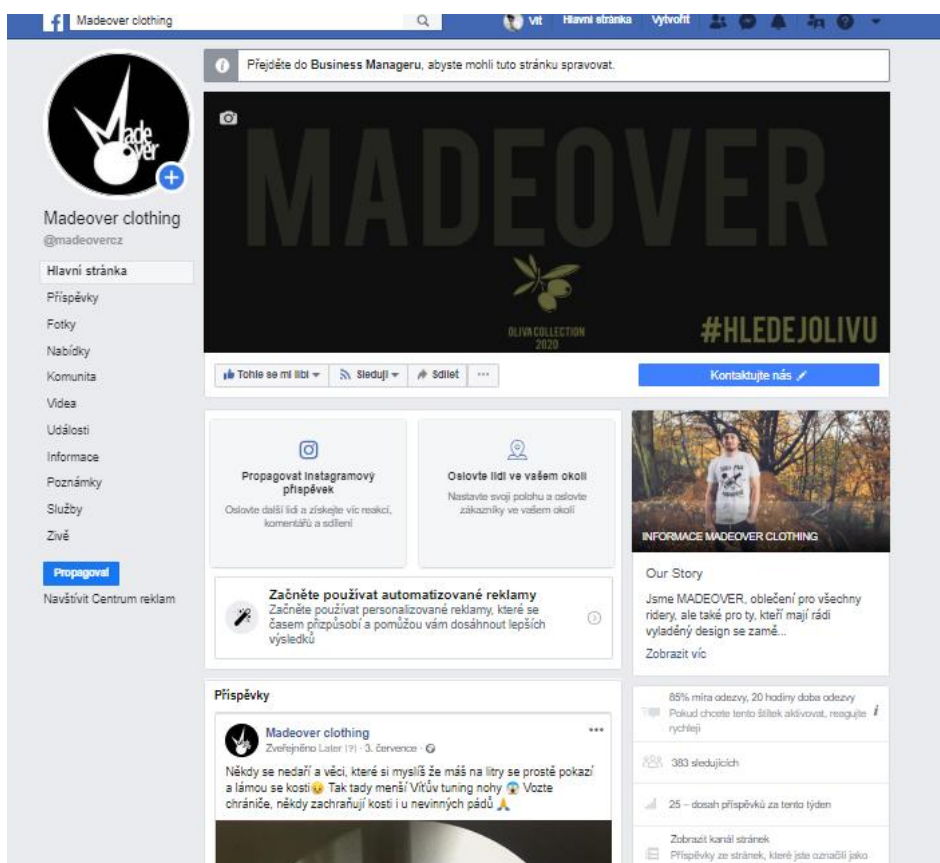 Madeover clothing
Vít
Hlavní stránka
Vytvořit
Přejděte do Business Manageru, abyste mohli tuto stránku spravovat.
Made
over
MADEOVER
OLIVA COLLECTION
2020
#HLEDEJOLIVU
Madeover clothing
@madeovercz
Hlavní stránka
Příspěvky
Fotky
Nabídky
Komunita
Videa
Události
Informace
Poznámky
Služby
Živě
Propagovat
Navštívit Centrum reklam
Tohle se mi líbí
Sleduji
Sdílet
Kontaktujte nás
Propagovat instagramový
příspěvek
Oslovte další lidi a získejte víc reakcí,
komentářů a sdílení
Oslovte lidi ve vašem okolí
Nastavte svoji polohu a oslovte
zákazníky ve vašem okolí
Začněte používat automatizované reklamy
Začněte používat personalizované reklamy, které se
časem přizpůsobí a pomůžou vám dosáhnout lepších
výsledků
INFORMACE MADEOVER CLOTHING
Our Story
Jsme MADEOVER, oblečení pro všechny
ridery, ale také pro ty, kteří mají rádi
vyladěný design se zamě...
Zobrazit víc
Příspěvky
Madeover clothing
Zveřejněno Later [?] · 3. července ·
Někdy se nedaří a věci, které si myslíš že máš na litry se prostě pokazí
a lámou se kosti😣 Tak tady menší Víťův tuning nohy 😱 Vozte
chrániče, někdy zachraňují kosti i u nevinných pádů 🙏
85% míra odezvy, 20 hodiny doba odezvy
Pokud chcete tento štítek aktivovat, reagujte
rychleji
383 sledujících
25 – dosah příspěvků za tento týden
Zobrazit kanál stránek
Příspěvky ze stránek, které jste označili jako